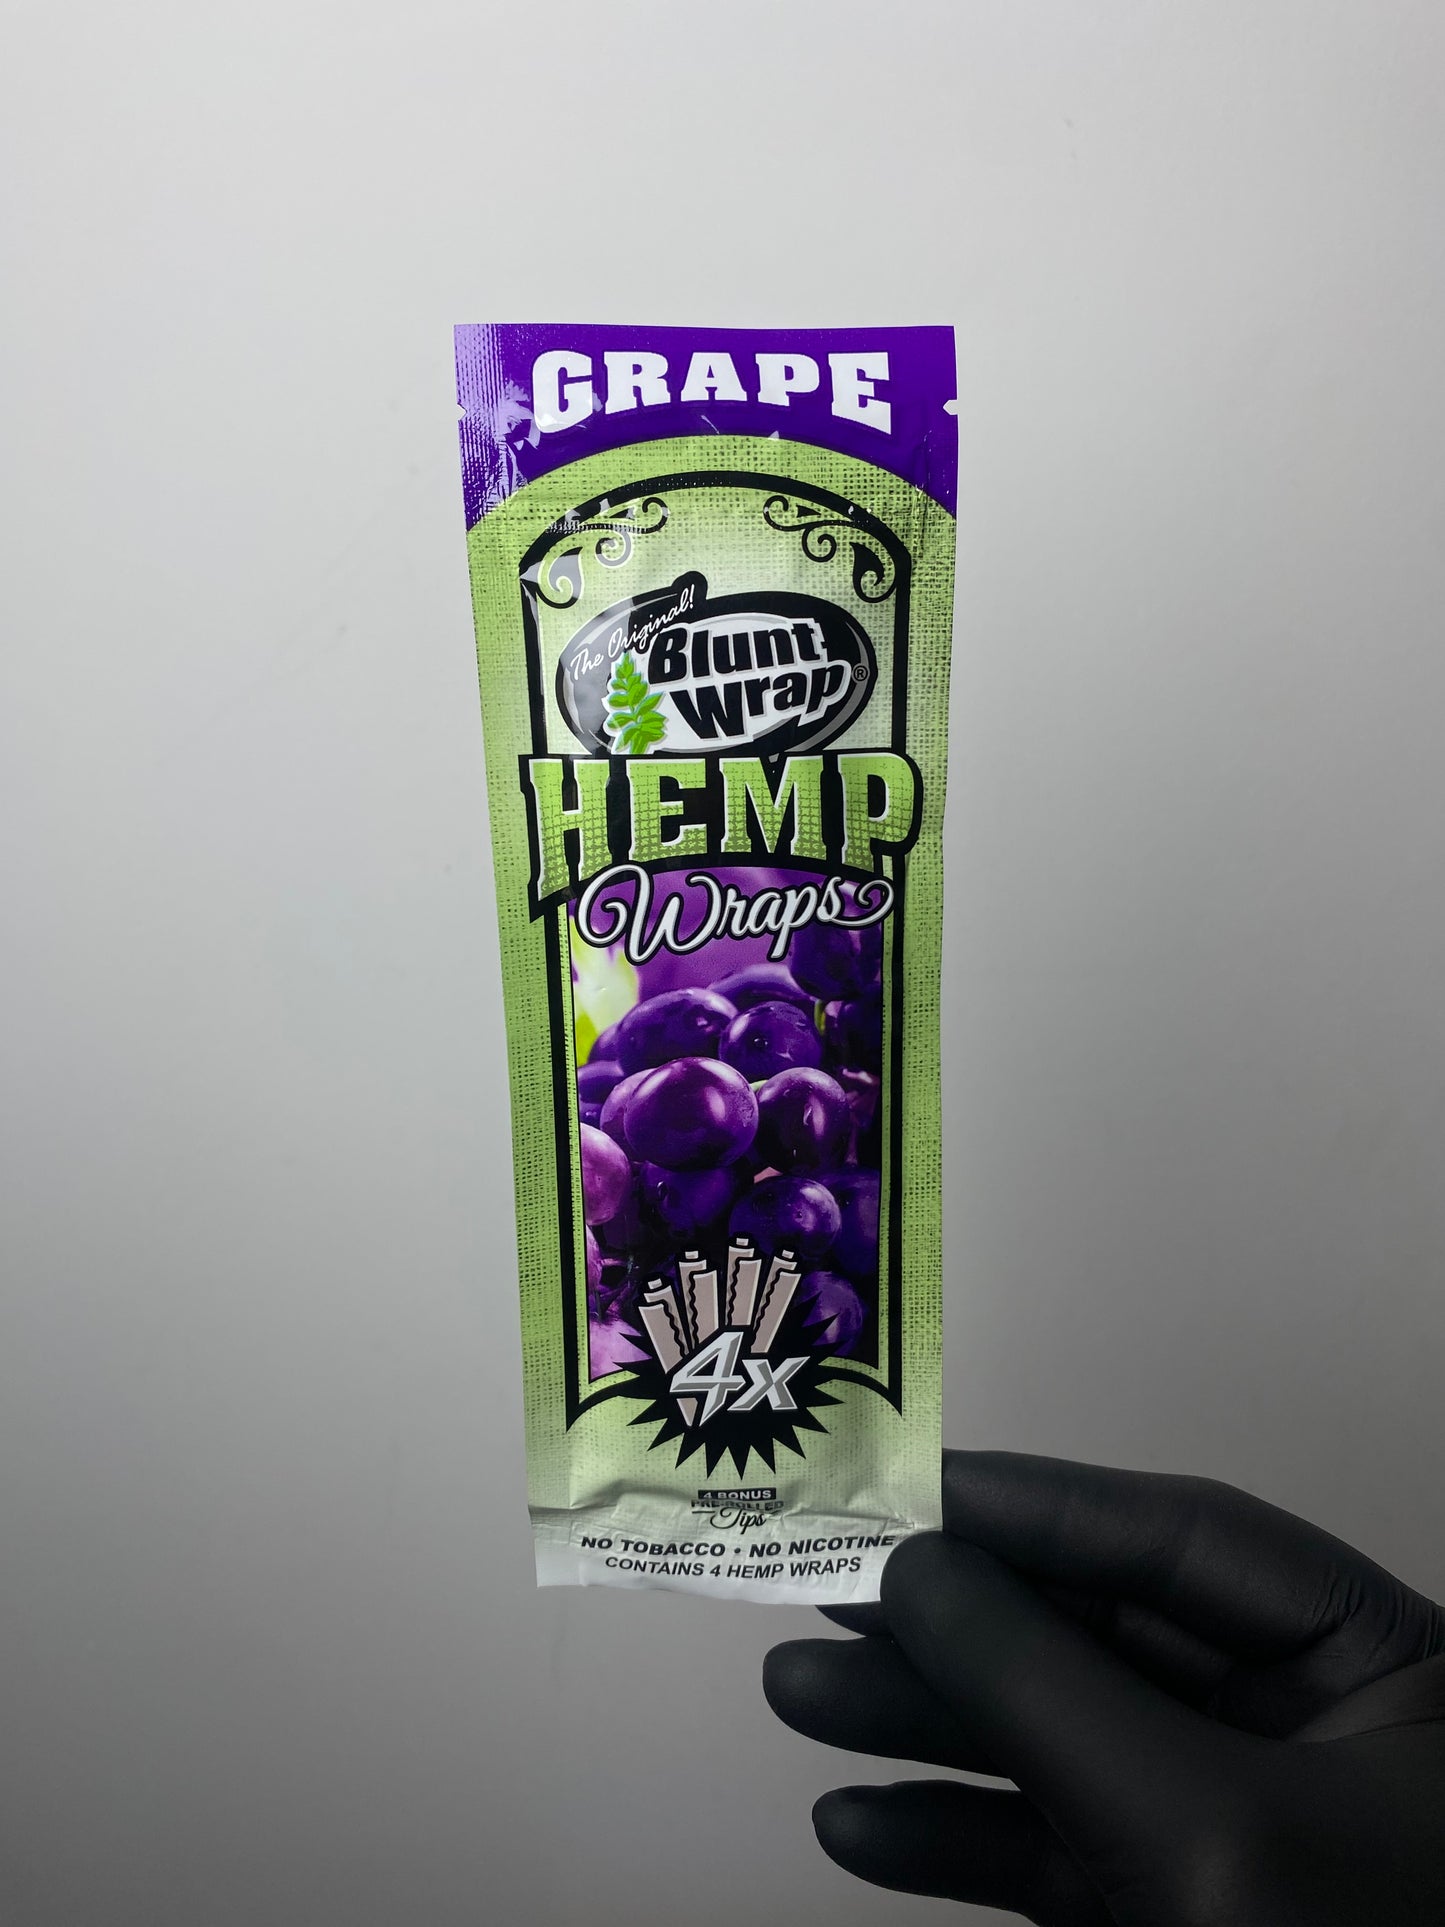 GRAPE
The Original!
Blunt
Wrap®
HEMP
Wraps
4x
4 BONUS
PRE-ROLLED
Tips
NO TOBACCO • NO NICOTINE
CONTAINS 4 HEMP WRAPS